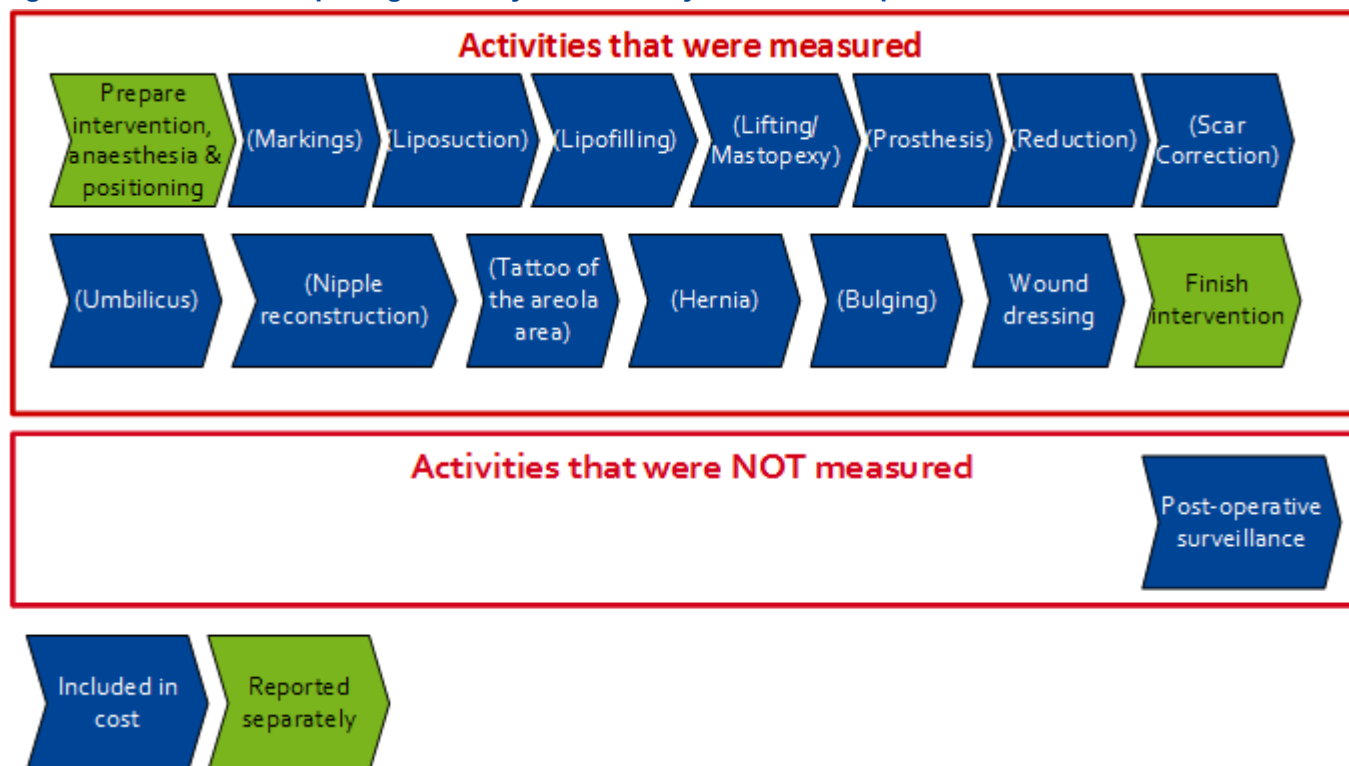 Activities that were measured
Prepare
intervention,
anaesthesia &
positioning
(Markings)
(Liposuction)
(Lipofilling)
(Lifting/
Mastopexy)
(Prosthesis)
(Reduction)
(Scar
Correction)
(Umbilicus)
(Nipple
reconstruction)
(Tattoo of
the areola
area)
(Hernia)
(Bulging)
Wound
dressing
Finish
intervention
Activities that were NOT measured
Post-operative
surveillance
Included in
cost
Reported
separately